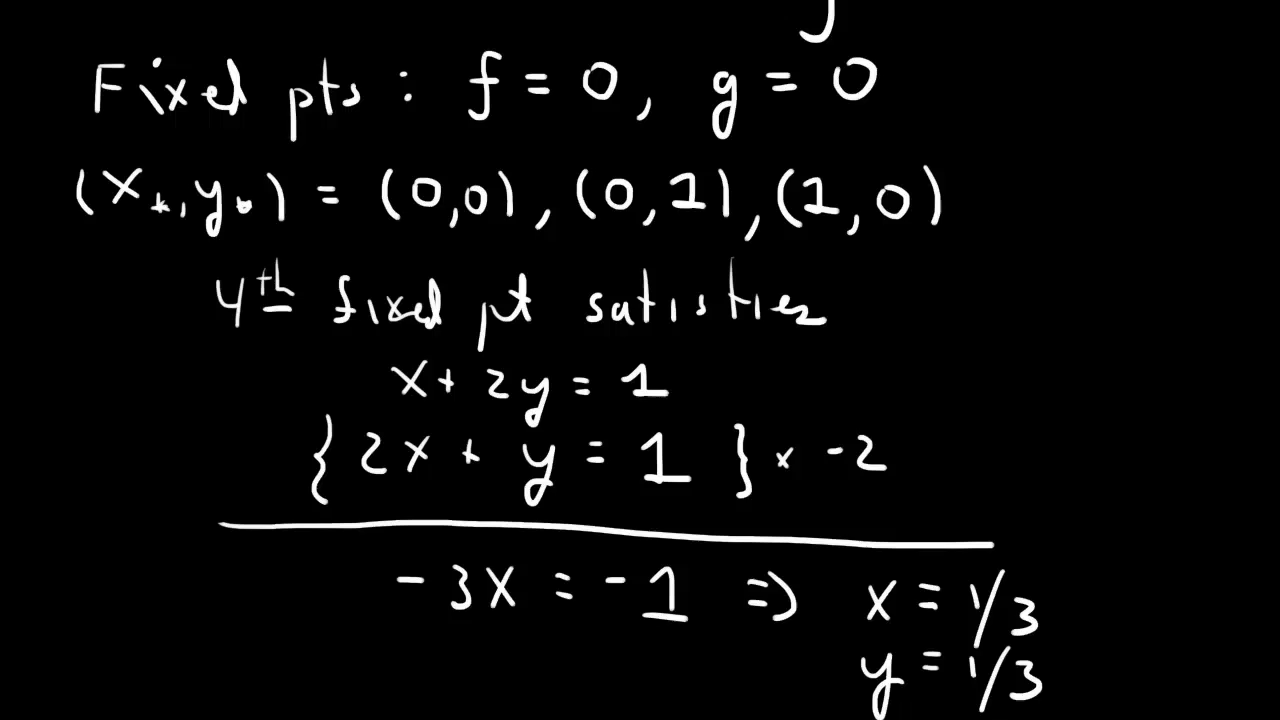 Fixed pts : f = 0, g = 0
(x*, y*) = (0,0), (0,1), (1,0)
4th fixed pt satisfies
x + 2y = 1
{ 2x + y = 1 } x -2
-3x = -1 => x = 1/3
y = 1/3